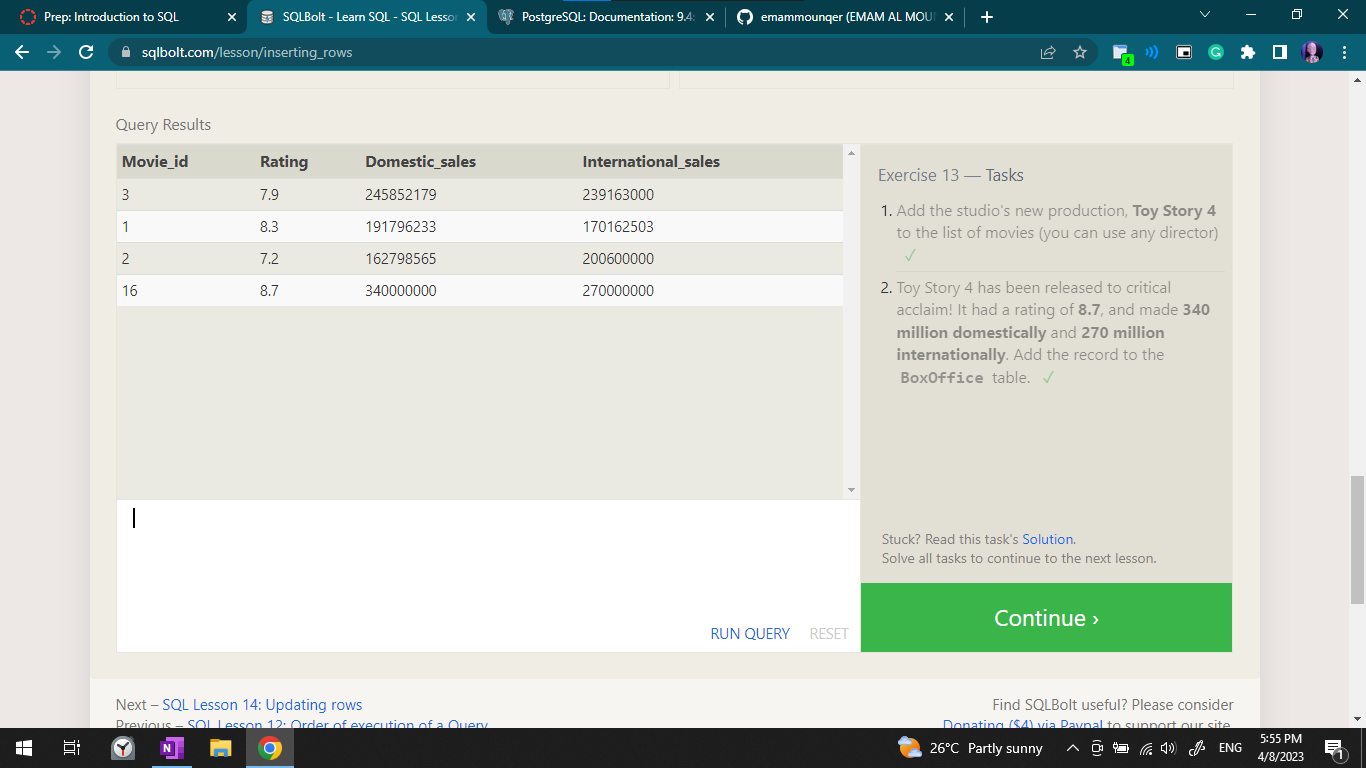 Prep: Introduction to SQL
SQLBolt - Learn SQL - SQL Lesson
PostgreSQL: Documentation: 9.4:
emammounqer (EMAM AL MOU
sqlbolt.com/lesson/inserting_rows
4
Query Results
Movie_id Rating Domestic_sales International_sales
3 7.9 245852179 239163000
1 8.3 191796233 170162503
2 7.2 162798565 200600000
16 8.7 340000000 270000000
Exercise 13 — Tasks
1. Add the studio's new production, Toy Story 4
to the list of movies (you can use any director)
✓
2. Toy Story 4 has been released to critical
acclaim! It had a rating of 8.7, and made 340
million domestically and 270 million
internationally. Add the record to the
BoxOffice table. ✓
Stuck? Read this task's Solution.
Solve all tasks to continue to the next lesson.
RUN QUERY RESET
Continue ›
Next – SQL Lesson 14: Updating rows
Previous – SQL Lesson 12: Order of execution of a Query
Find SQLBolt useful? Please consider
Donating ($4) via Paypal to support our site.
26°C Partly sunny
ENG
5:55 PM
4/8/2023
1